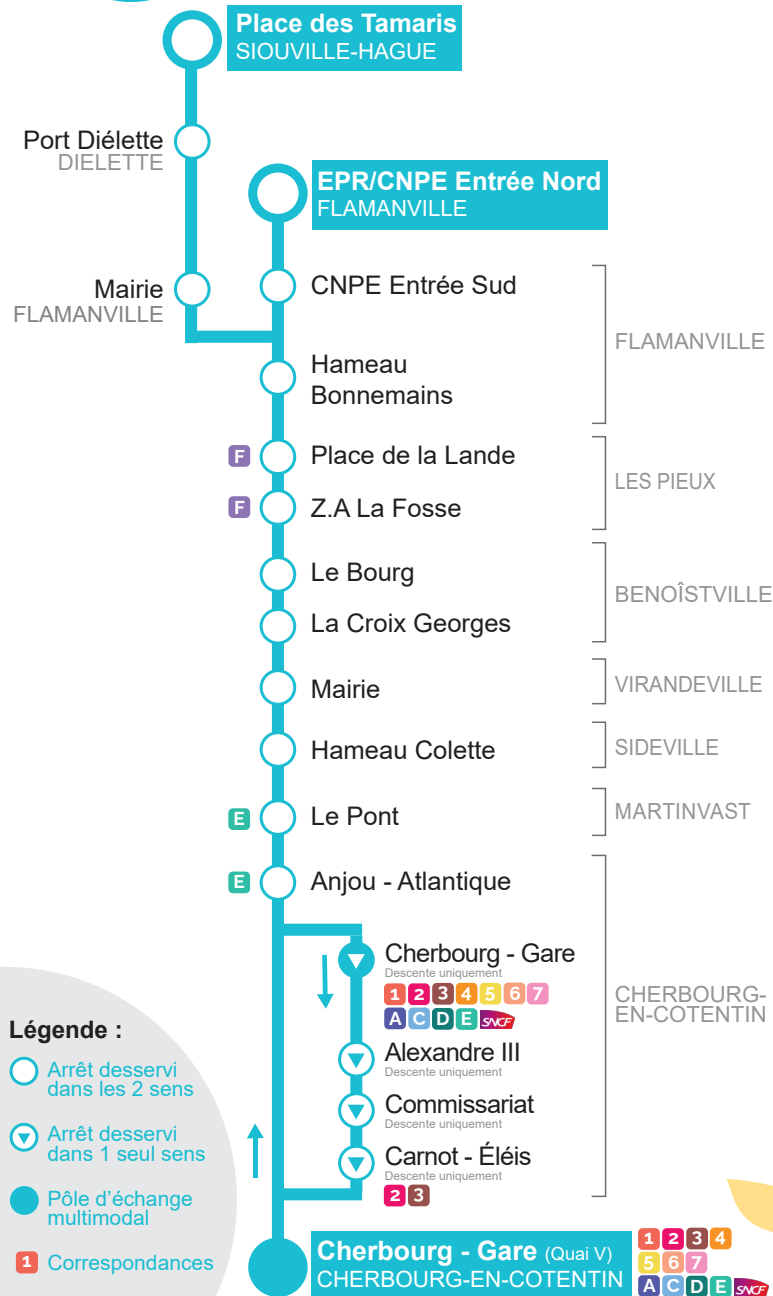 Place des Tamaris
SIOUVILLE-HAGUE
Port Diélette
DIELETTE
EPR/CNPE Entrée Nord
FLAMANVILLE
Mairie
FLAMANVILLE
CNPE Entrée Sud
Hameau
Bonnemains
FLAMANVILLE
F Place de la Lande
F Z.A La Fosse
LES PIEUX
Le Bourg
La Croix Georges
BENOÎSTVILLE
Mairie
VIRANDEVILLE
Hameau Colette
SIDEVILLE
E Le Pont
MARTINVAST
E Anjou - Atlantique
Cherbourg - Gare
Descente uniquement
1 2 3 4 5 6 7
A C D E SNCF
Alexandre III
Descente uniquement
Commissariat
Descente uniquement
Carnot - Éléis
Descente uniquement
2 3
CHERBOURG-
EN-COTENTIN
Légende :
Arrêt desservi
dans les 2 sens
Arrêt desservi
dans 1 seul sens
Pôle d'échange
multimodal
1 Correspondances
Cherbourg - Gare (Quai V)
CHERBOURG-EN-COTENTIN
1 2 3 4
5 6 7
A C D E SNCF